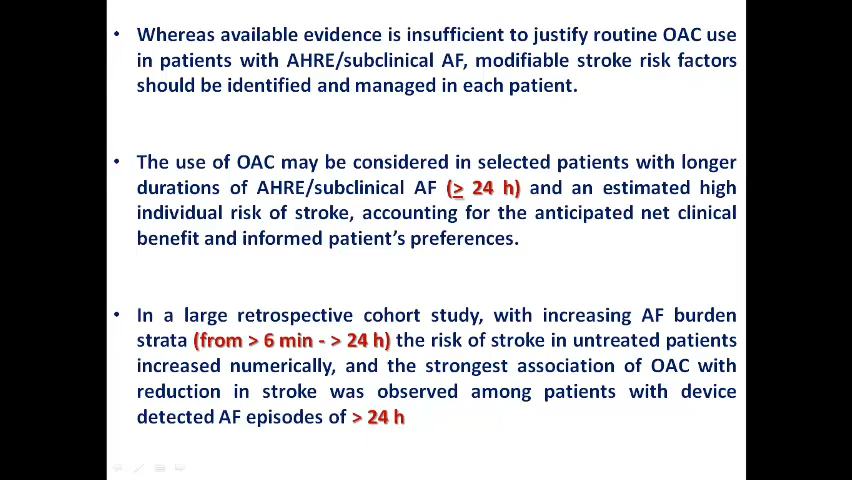 • Whereas available evidence is insufficient to justify routine OAC use
in patients with AHRE/subclinical AF, modifiable stroke risk factors
should be identified and managed in each patient.
• The use of OAC may be considered in selected patients with longer
durations of AHRE/subclinical AF (≥ 24 h) and an estimated high
individual risk of stroke, accounting for the anticipated net clinical
benefit and informed patient’s preferences.
• In a large retrospective cohort study, with increasing AF burden
strata (from > 6 min - > 24 h) the risk of stroke in untreated patients
increased numerically, and the strongest association of OAC with
reduction in stroke was observed among patients with device
detected AF episodes of > 24 h